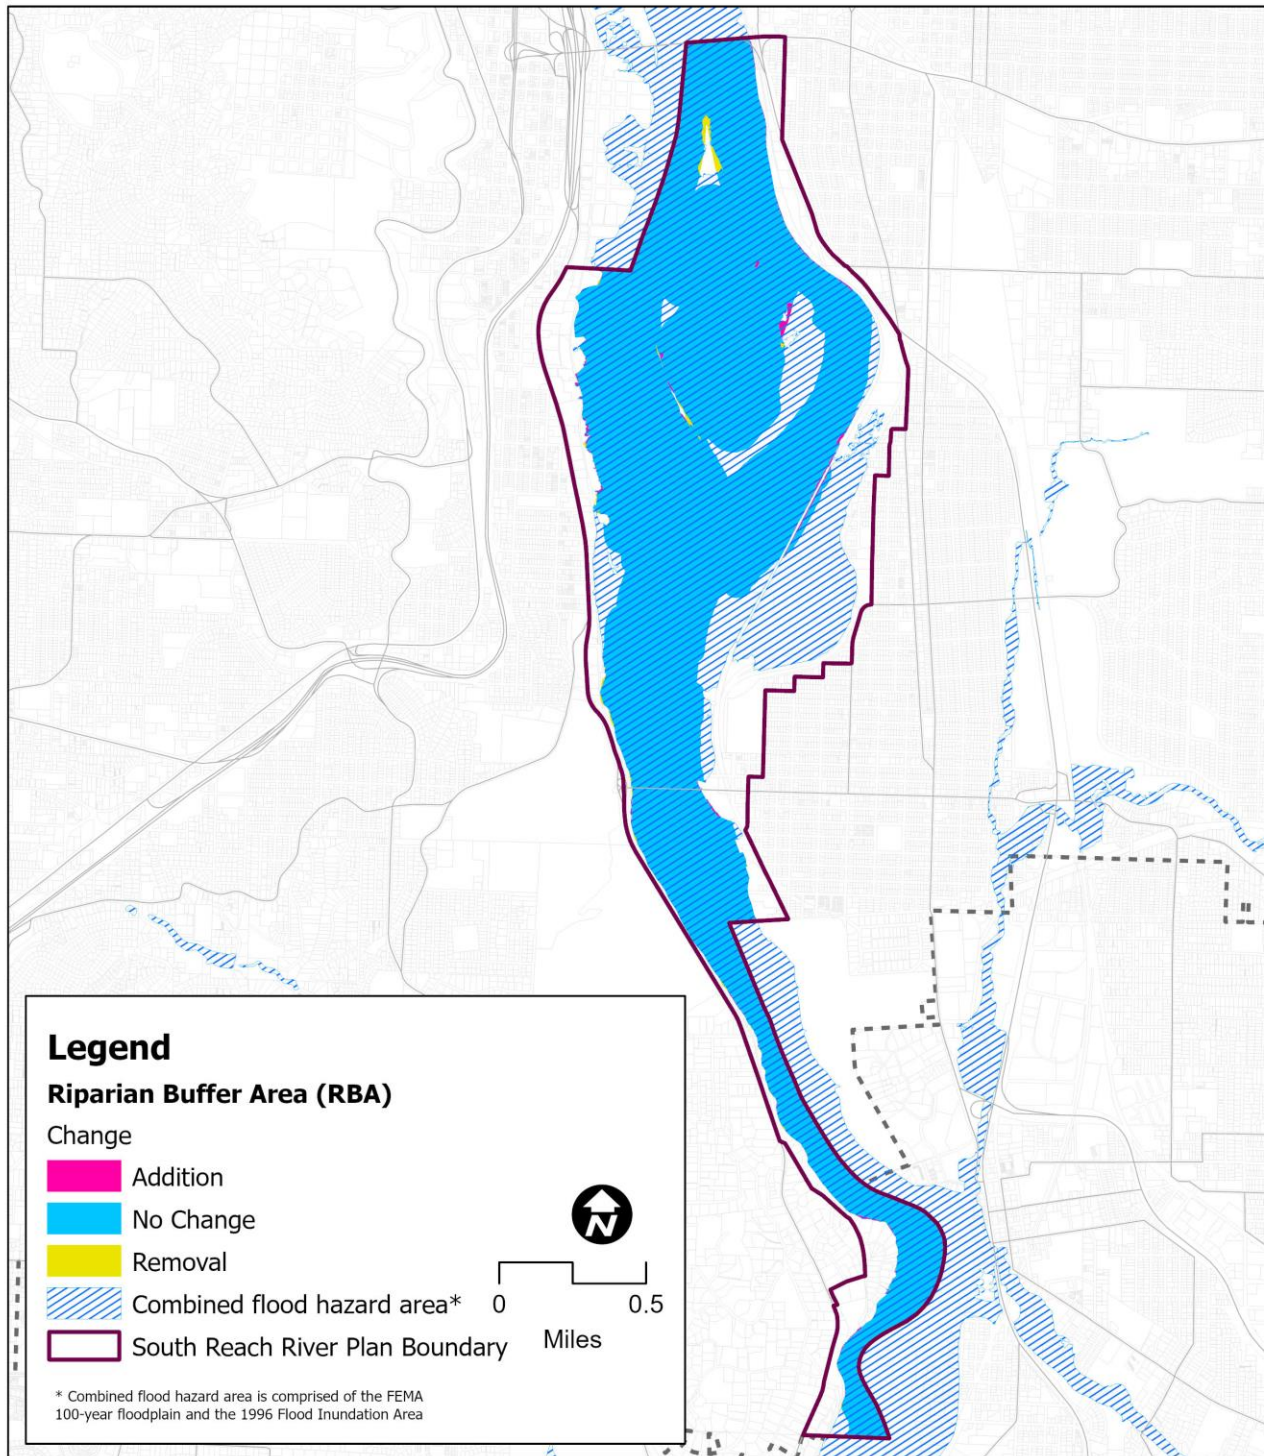 Legend
Riparian Buffer Area (RBA)
Change
Addition
No Change
Removal
Combined flood hazard area*
South Reach River Plan Boundary
N
0 0.5
Miles
* Combined flood hazard area is comprised of the FEMA
100-year floodplain and the 1996 Flood Inundation Area